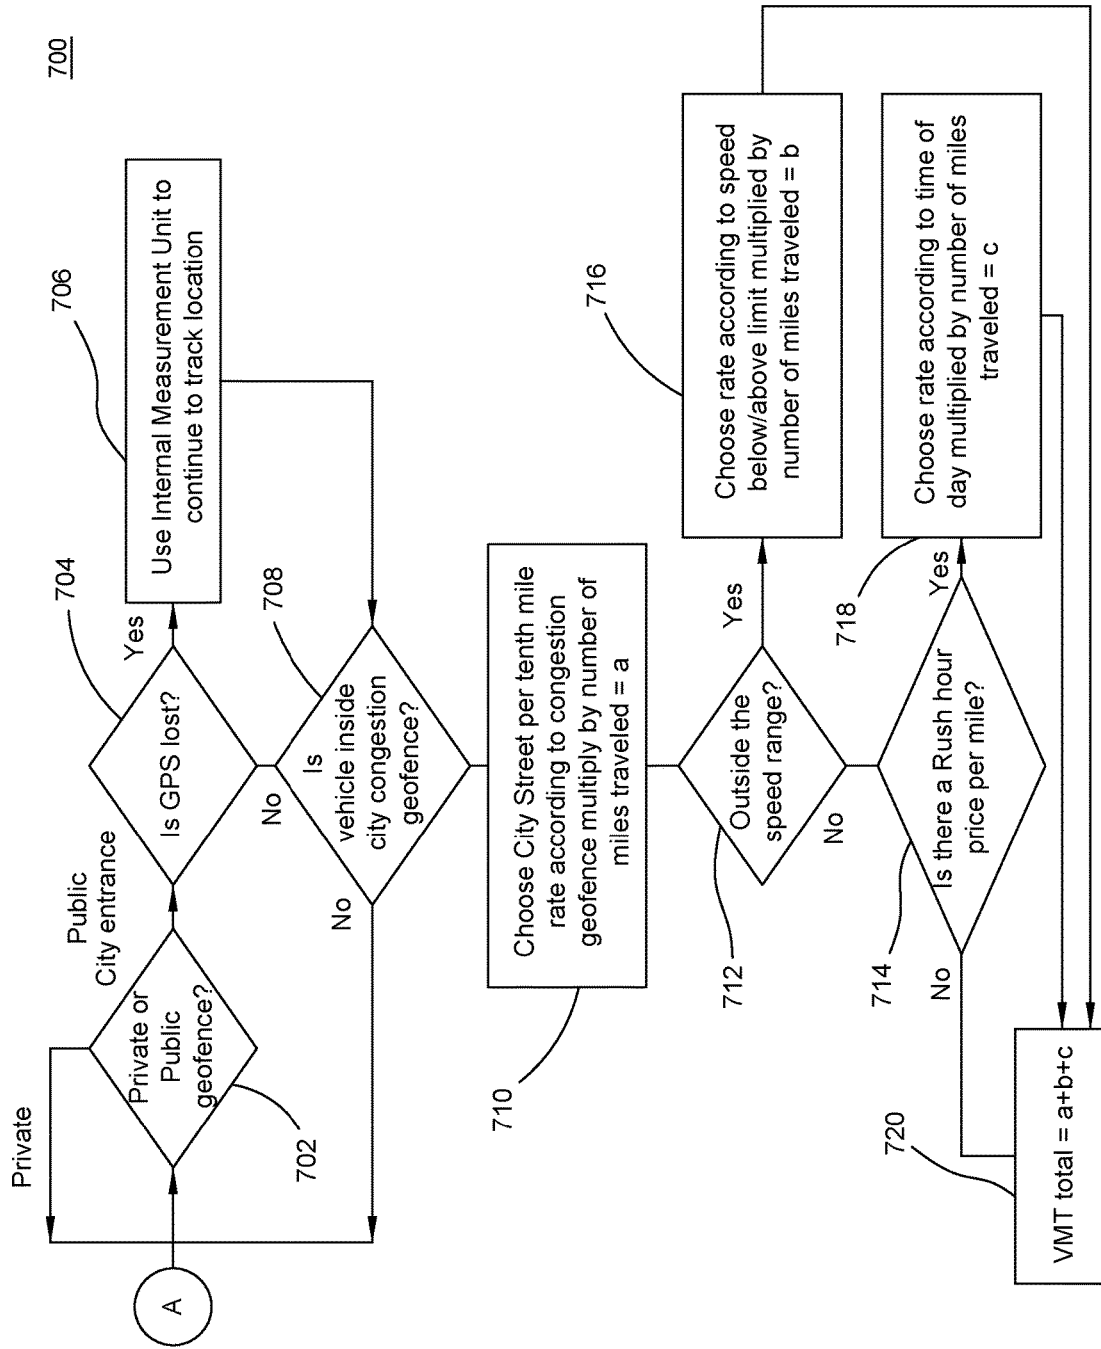 700
A
Private
Private or
Public
geofence?
702
Public
City entrance
704
Is GPS lost?
Yes
No
706
Use Internal Measurement Unit to
continue to track location
708
Is
vehicle inside
city congestion
geofence?
No
710
Choose City Street per tenth mile
rate according to congestion
geofence multiply by number of
miles traveled = a
712
Outside the
speed range?
Yes
No
716
Choose rate according to speed
below/above limit multiplied by
number of miles traveled = b
714
Is there a Rush hour
price per mile?
Yes
No
718
Choose rate according to time of
day multiplied by number of miles
traveled = c
720
VMT total = a+b+c